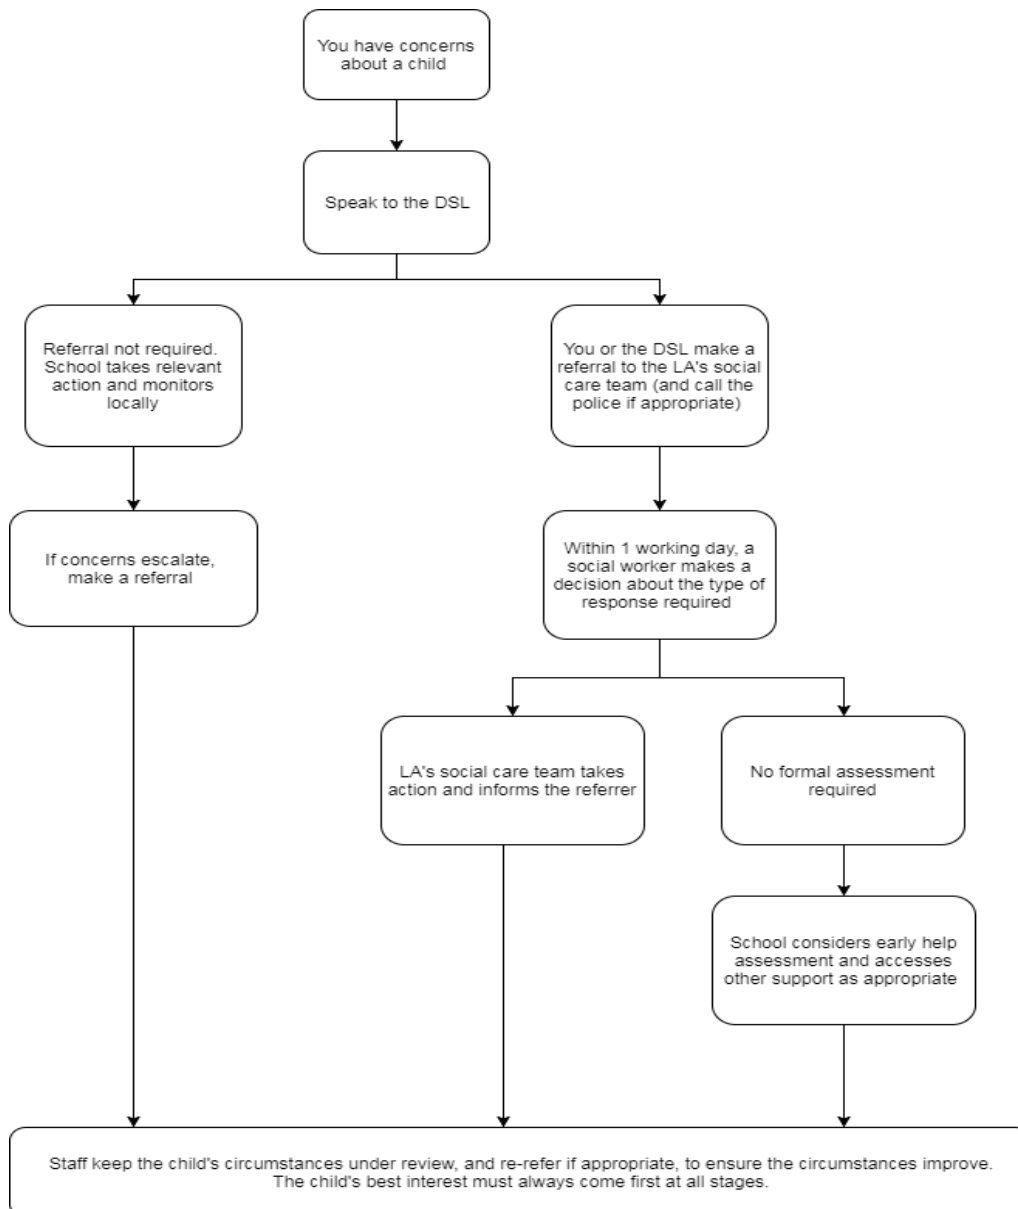 You have concerns
about a child
Speak to the DSL
Referral not required.
School takes relevant
action and monitors
locally
You or the DSL make a
referral to the LA's social
care team (and call the
police if appropriate)
If concerns escalate,
make a referral
Within 1 working day, a
social worker makes a
decision about the type of
response required
LA's social care team takes
action and informs the referrer
No formal assessment
required
School considers early help
assessment and accesses
other support as appropriate
Staff keep the child's circumstances under review, and re-refer if appropriate, to ensure the circumstances improve.
The child's best interest must always come first at all stages.